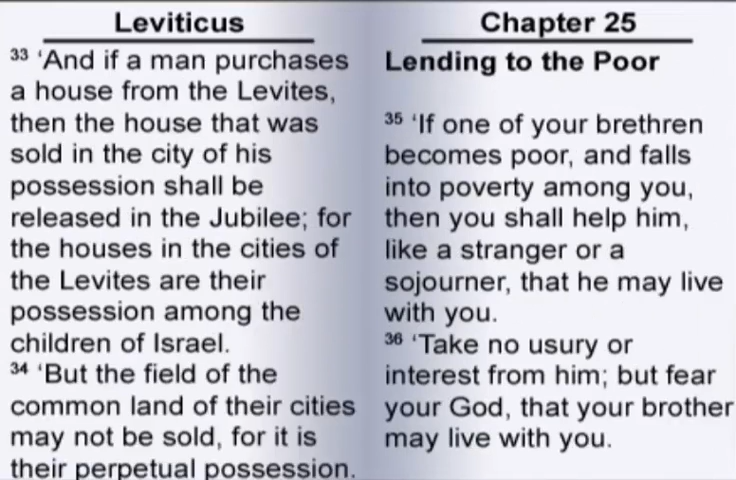 Leviticus
³³ ‘And if a man purchases
a house from the Levites,
then the house that was
sold in the city of his
possession shall be
released in the Jubilee; for
the houses in the cities of
the Levites are their
possession among the
children of Israel.
³⁴ ‘But the field of the
common land of their cities
may not be sold, for it is
their perpetual possession.
Chapter 25
Lending to the Poor
³⁵ ‘If one of your brethren
becomes poor, and falls
into poverty among you,
then you shall help him,
like a stranger or a
sojourner, that he may live
with you.
³⁶ ‘Take no usury or
interest from him; but fear
your God, that your brother
may live with you.